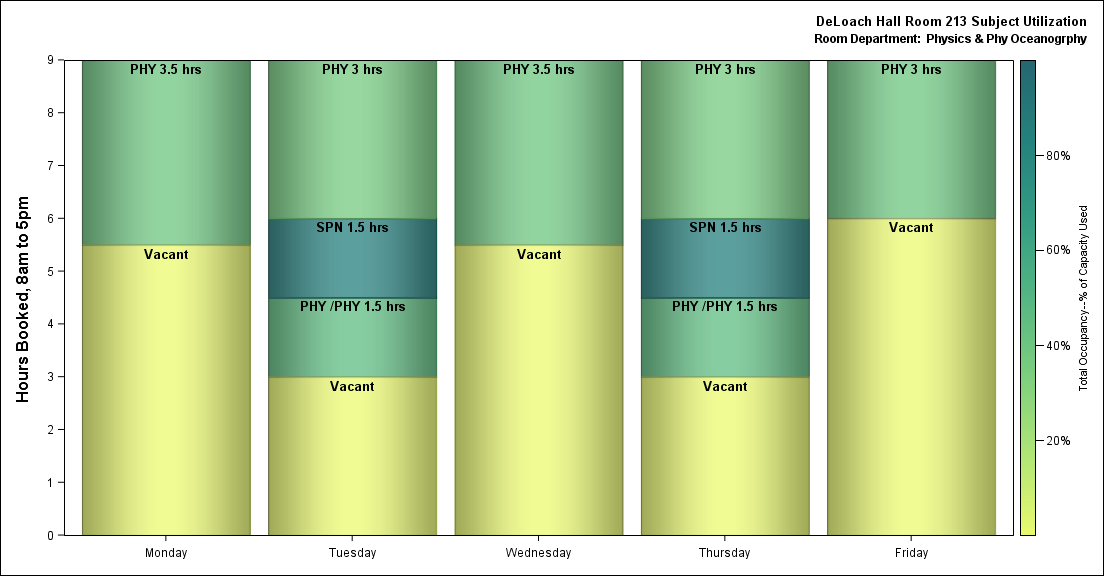 DeLoach Hall Room 213 Subject Utilization
Room Department:  Physics & Phy Oceanogrphy
Hours Booked, 8am to 5pm
9
8
7
6
5
4
3
2
1
0
PHY 3.5 hrs
Vacant
PHY 3 hrs
SPN 1.5 hrs
PHY /PHY 1.5 hrs
Vacant
PHY 3.5 hrs
Vacant
PHY 3 hrs
SPN 1.5 hrs
PHY /PHY 1.5 hrs
Vacant
PHY 3 hrs
Vacant
Monday
Tuesday
Wednesday
Thursday
Friday
80%
60%
40%
20%
Total Occupancy--% of Capacity Used